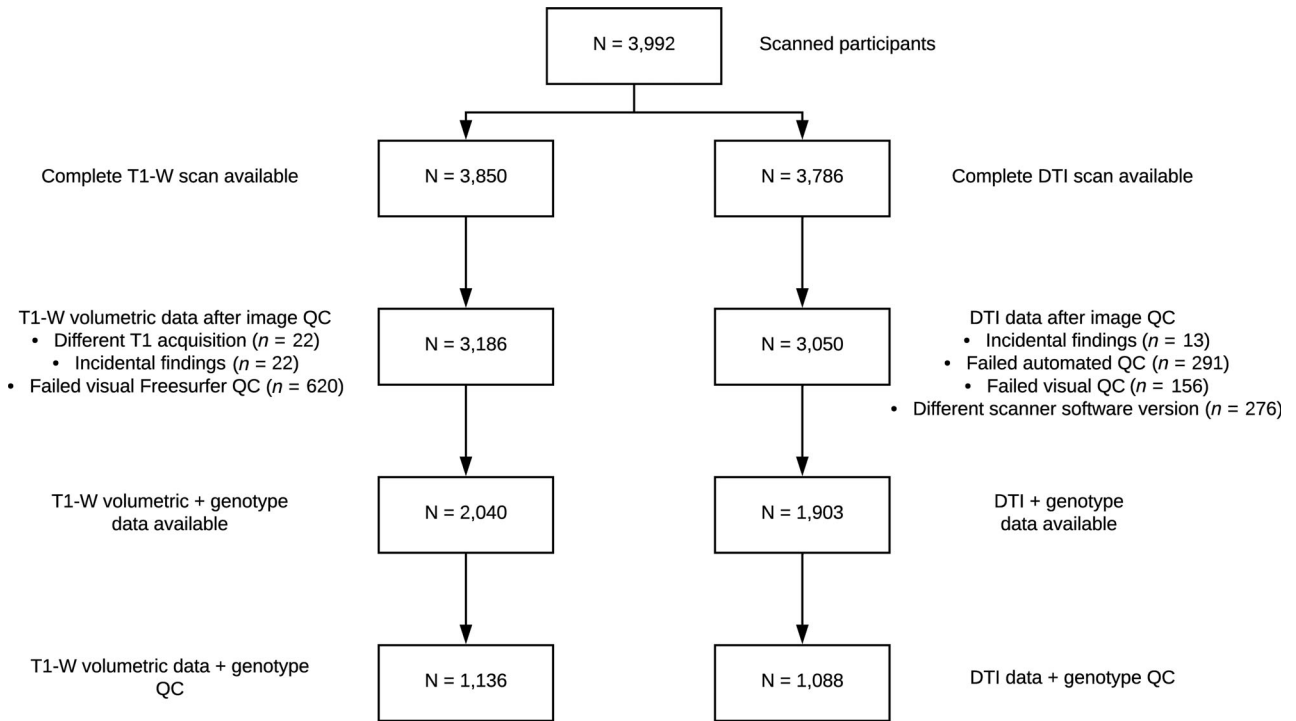 N = 3,992
Scanned participants
Complete T1-W scan available
N = 3,850
N = 3,786
Complete DTI scan available
T1-W volumetric data after image QC
• Different T1 acquisition (n = 22)
• Incidental findings (n = 22)
• Failed visual Freesurfer QC (n = 620)
N = 3,186
N = 3,050
DTI data after image QC
• Incidental findings (n = 13)
• Failed automated QC (n = 291)
• Failed visual QC (n = 156)
• Different scanner software version (n = 276)
T1-W volumetric + genotype
data available
N = 2,040
N = 1,903
DTI + genotype
data available
T1-W volumetric data + genotype
QC
N = 1,136
N = 1,088
DTI data + genotype QC